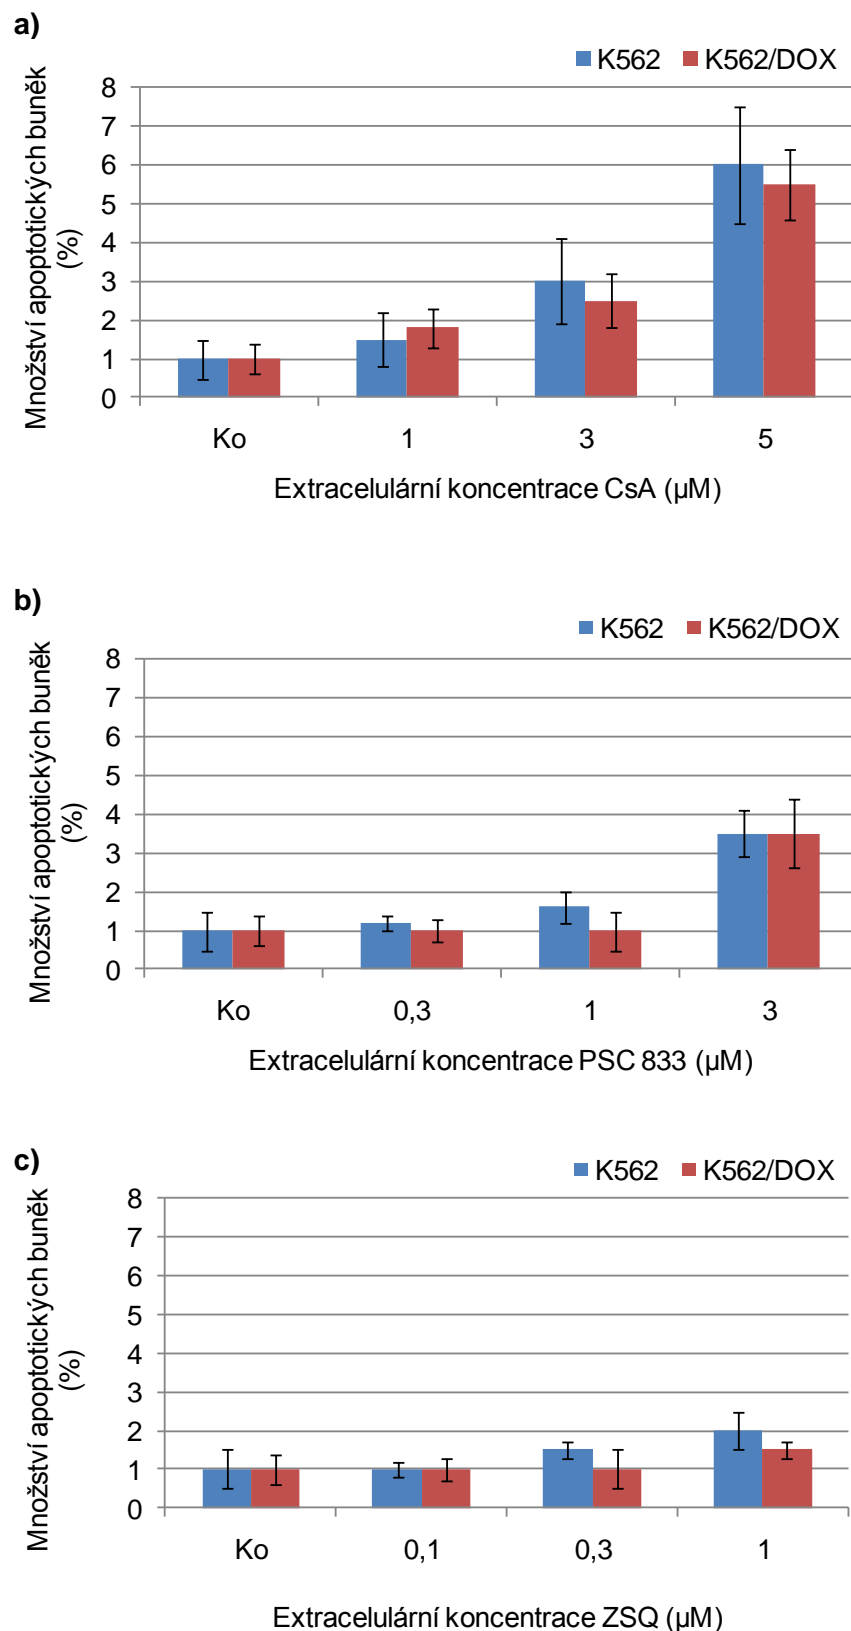 a)
K562 K562/DOX
Množství apoptotických buněk
(%)
8
7
6
5
4
3
2
1
0
Ko 1 3 5
Extracelulární koncentrace CsA (µM)
b)
K562 K562/DOX
Množství apoptotických buněk
(%)
8
7
6
5
4
3
2
1
0
Ko 0,3 1 3
Extracelulární koncentrace PSC 833 (µM)
c)
K562 K562/DOX
Množství apoptotických buněk
(%)
8
7
6
5
4
3
2
1
0
Ko 0,1 0,3 1
Extracelulární koncentrace ZSQ (µM)